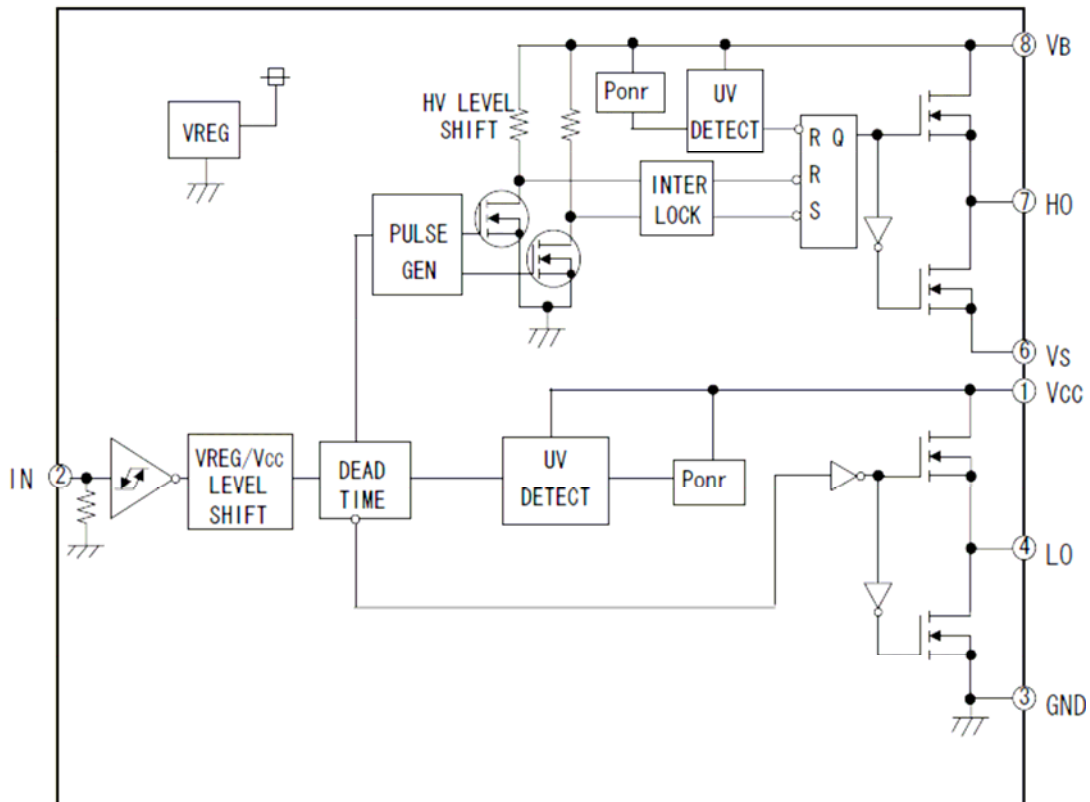 8 VB
HV LEVEL
SHIFT
Ponr
UV
DETECT
VREG
R Q
R
S
INTER
LOCK
7 HO
PULSE
GEN
6 VS
1 VCC
IN 2
VREG/VCC
LEVEL
SHIFT
DEAD
TIME
UV
DETECT
Ponr
4 LO
3 GND